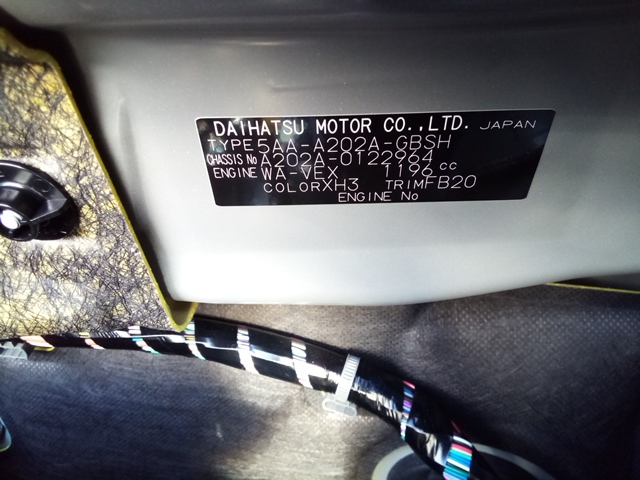 DAIHATSU MOTOR CO.,LTD. JAPAN
TYPE 5AA-A202A-GBSH
CHASSIS No A202A-0122964
ENGINE WA-VEX 1196 cc
COLOR XH3 TRIM FB20
ENGINE No